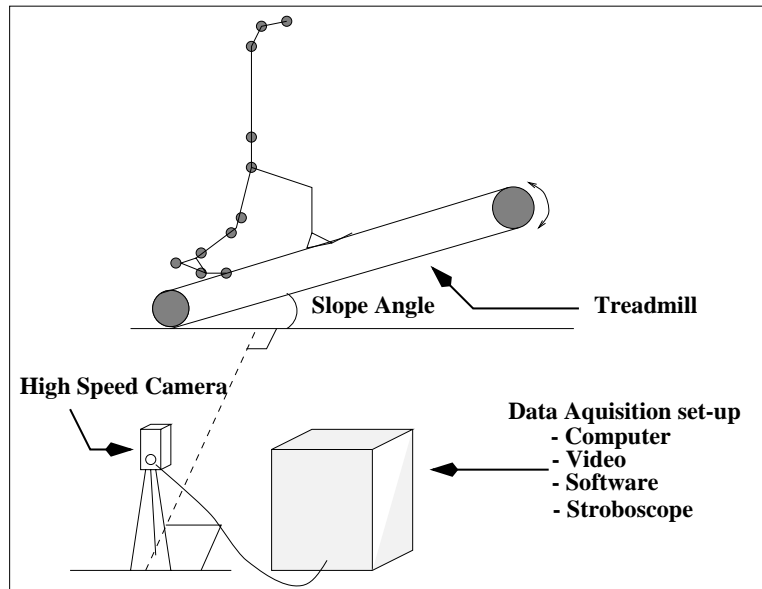 Slope Angle
Treadmill
High Speed Camera
Data Aquisition set-up
- Computer
- Video
- Software
- Stroboscope